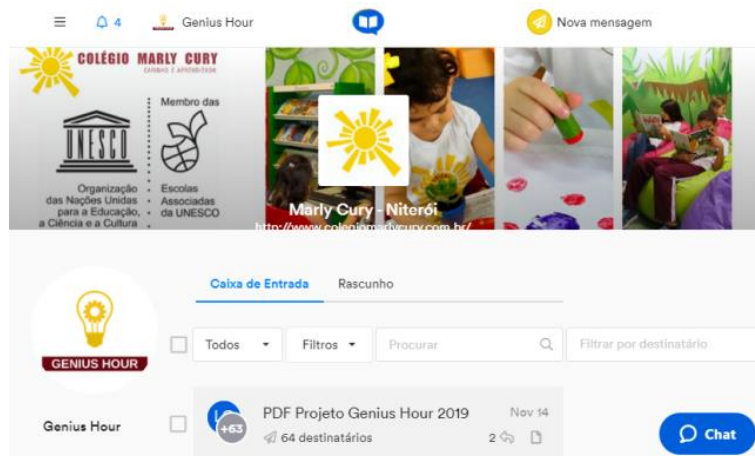 4
Genius Hour
Nova mensagem
COLÉGIO MARLY CURY
CARINHO E APRENDIZADO
UNESCO
Membro das
Organização
das Nações Unidas
para a Educação,
a Ciência e a Cultura
Escolas
Associadas
da UNESCO
Marly Cury - Niterói
http://www.colegiomarlycury.com.br/
Caixa de Entrada
Rascunho
GENIUS HOUR
Todos
Filtros
Procurar
Filtrar por destinatário
Genius Hour
+63
PDF Projeto Genius Hour 2019
Nov 14
64 destinatários
2
Chat